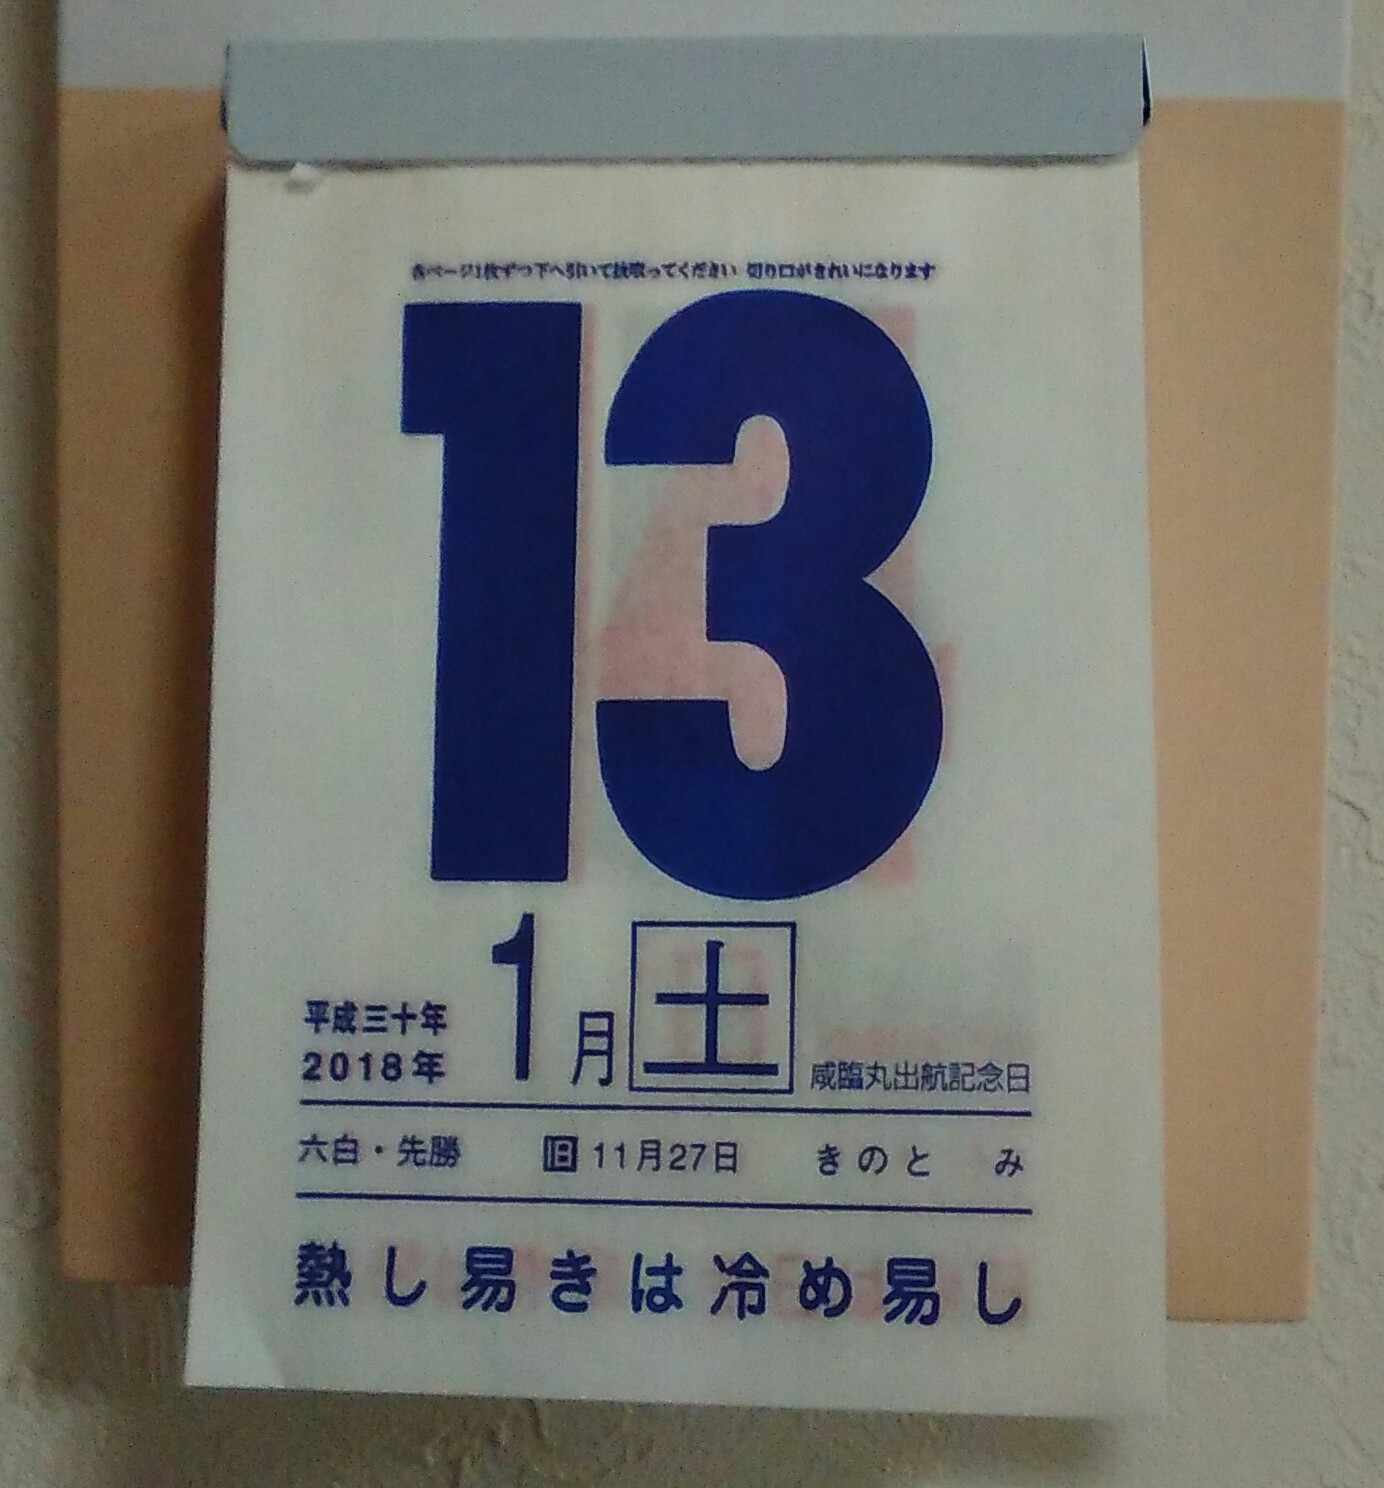 各ページ1枚ずつ下へ引いて抜取ってください 切り口がきれいになります
13
平成三十年
2018年
1月 土 咸臨丸出航記念日
六白・先勝 旧 11月27日 きのと み
熱し易きは冷め易し